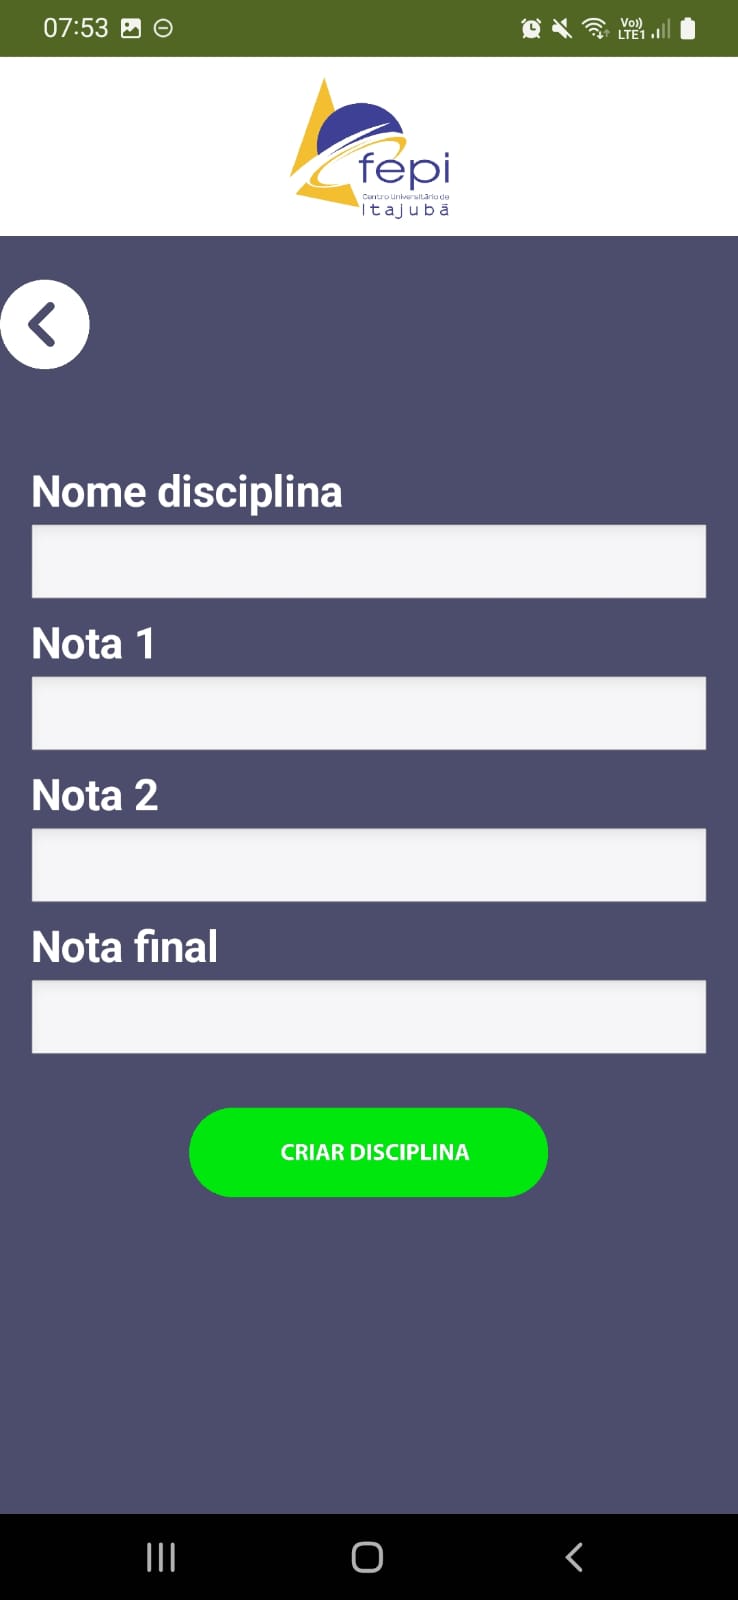 07:53
Vo))
LTE1
fepi
Centro Universitário de
Itajubá
Nome disciplina
Nota 1
Nota 2
Nota final
CRIAR DISCIPLINA